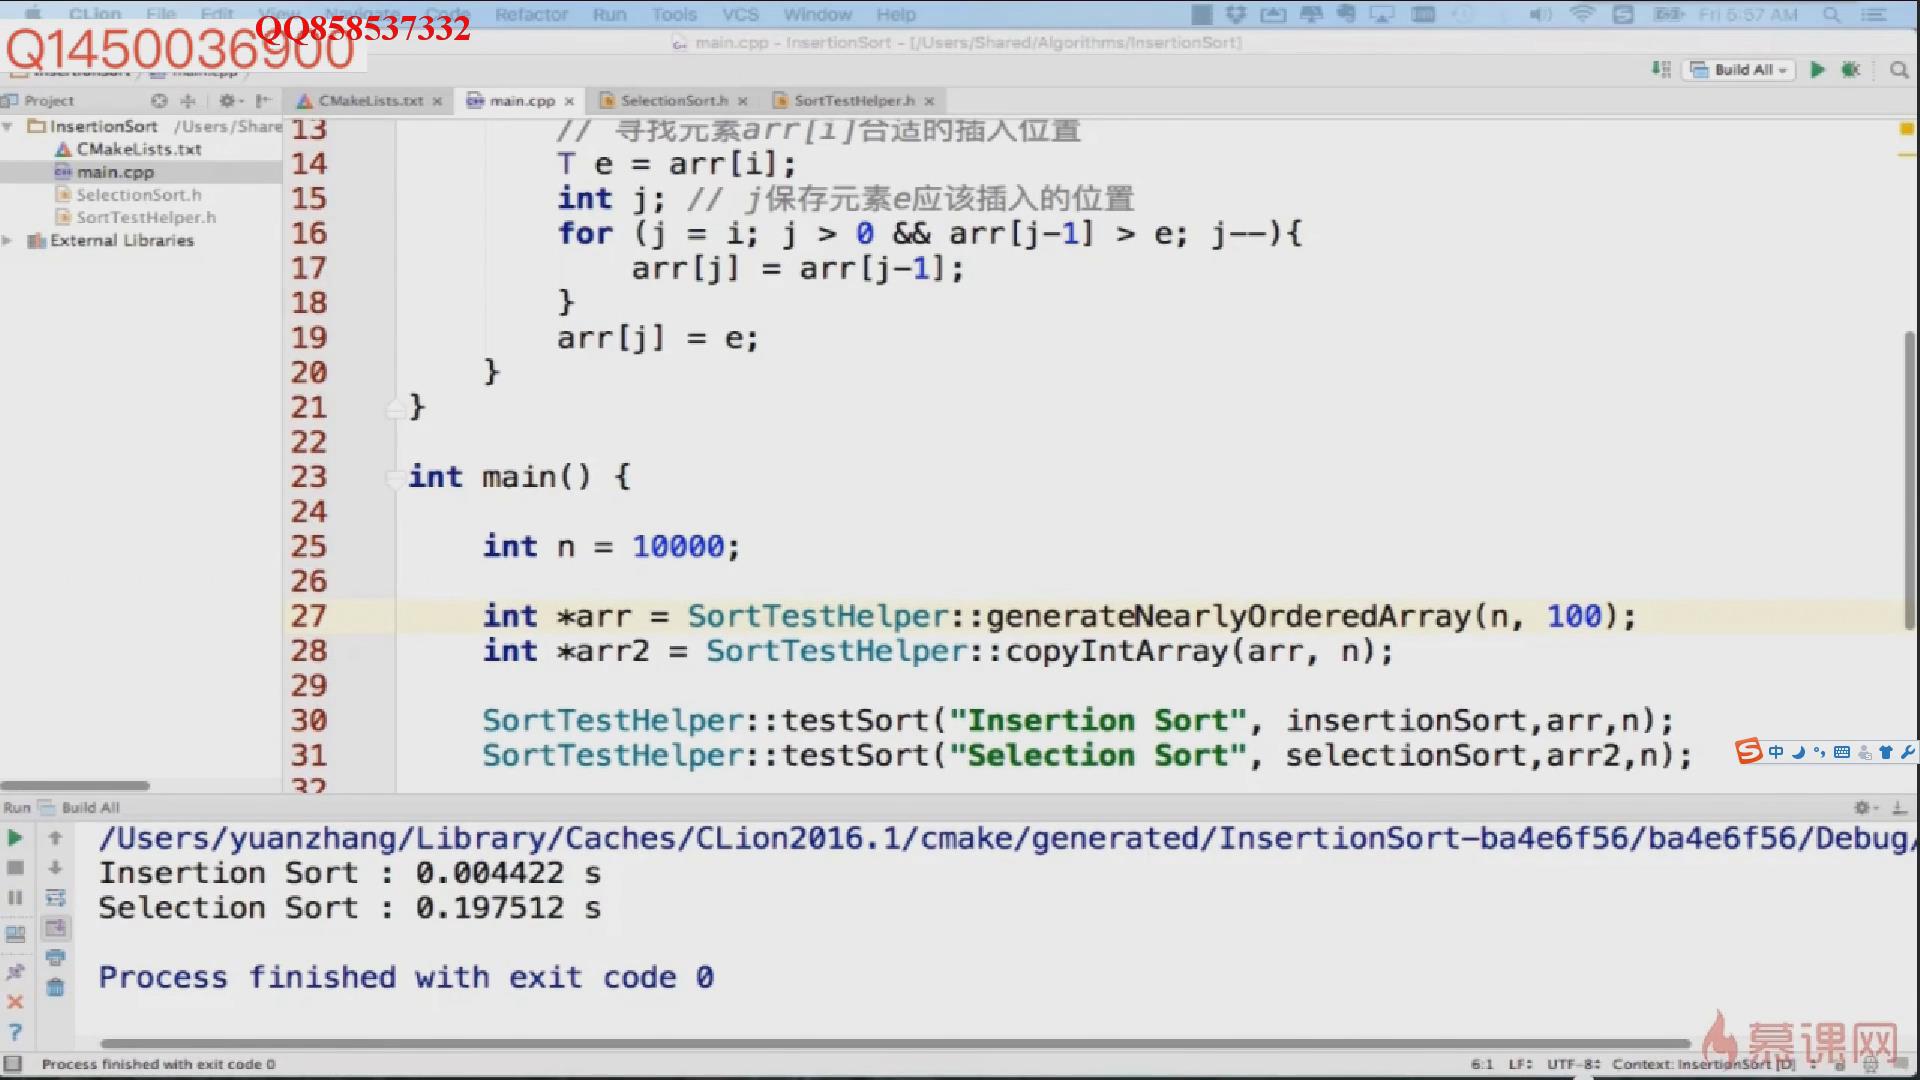 CLion File Edit View Navigate Code Refactor Run Tools VCS Window Help Fri 5:57 AM
QQ858537332
Q1450036900
main.cpp - InsertionSort - [/Users/Shared/Algorithms/InsertionSort]
InsertionSort main.cpp Build All
Project CMakeLists.txt main.cpp SelectionSort.h SortTestHelper.h
InsertionSort /Users/Share
CMakeLists.txt
main.cpp
SelectionSort.h
SortTestHelper.h
External Libraries
13 // 寻找元素arr[i]合适的插入位置
14 T e = arr[i];
15 int j; // j保存元素e应该插入的位置
16 for (j = i; j > 0 && arr[j-1] > e; j--){
17 arr[j] = arr[j-1];
18 }
19 arr[j] = e;
20 }
21 }
22
23 int main() {
24
25 int n = 10000;
26
27 int *arr = SortTestHelper::generateNearlyOrderedArray(n, 100);
28 int *arr2 = SortTestHelper::copyIntArray(arr, n);
29
30 SortTestHelper::testSort("Insertion Sort", insertionSort,arr,n);
31 SortTestHelper::testSort("Selection Sort", selectionSort,arr2,n);
32
中
Run Build All
/Users/yuanzhang/Library/Caches/CLion2016.1/cmake/generated/InsertionSort-ba4e6f56/ba4e6f56/Debug/
Insertion Sort : 0.004422 s
Selection Sort : 0.197512 s
Process finished with exit code 0
慕课网
Process finished with exit code 0 6:1 LF UTF-8 Context: InsertionSort [D]